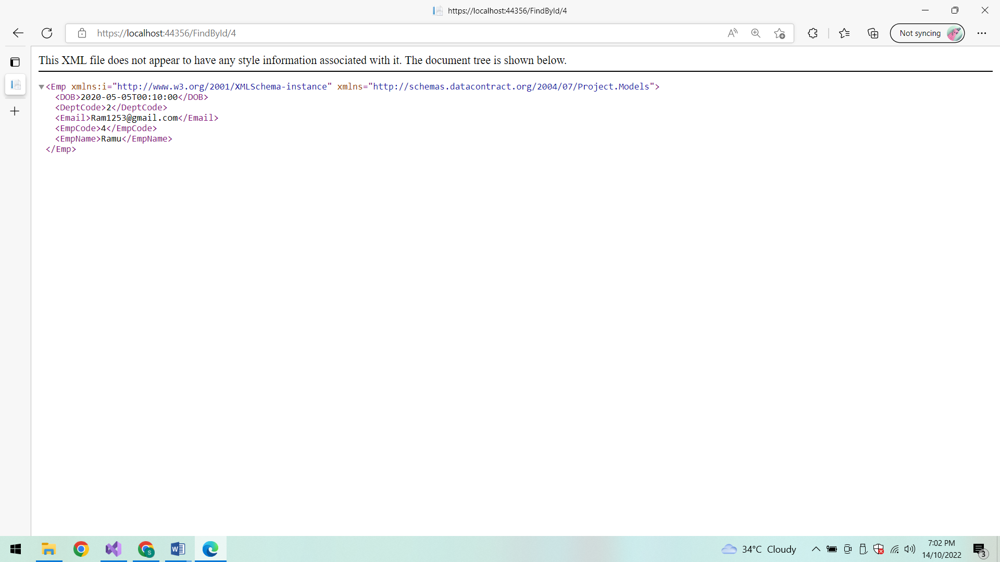 https://localhost:44356/FindById/4
https://localhost:44356/FindById/4
Not syncing
This XML file does not appear to have any style information associated with it. The document tree is shown below.
<Emp xmlns:i="http://www.w3.org/2001/XMLSchema-instance" xmlns="http://schemas.datacontract.org/2004/07/Project.Models">
<DOB>2020-05-05T00:10:00</DOB>
<DeptCode>2</DeptCode>
<Email>Ram1253@gmail.com</Email>
<EmpCode>4</EmpCode>
<EmpName>Ramu</EmpName>
</Emp>
34°C Cloudy
7:02 PM
14/10/2022
3